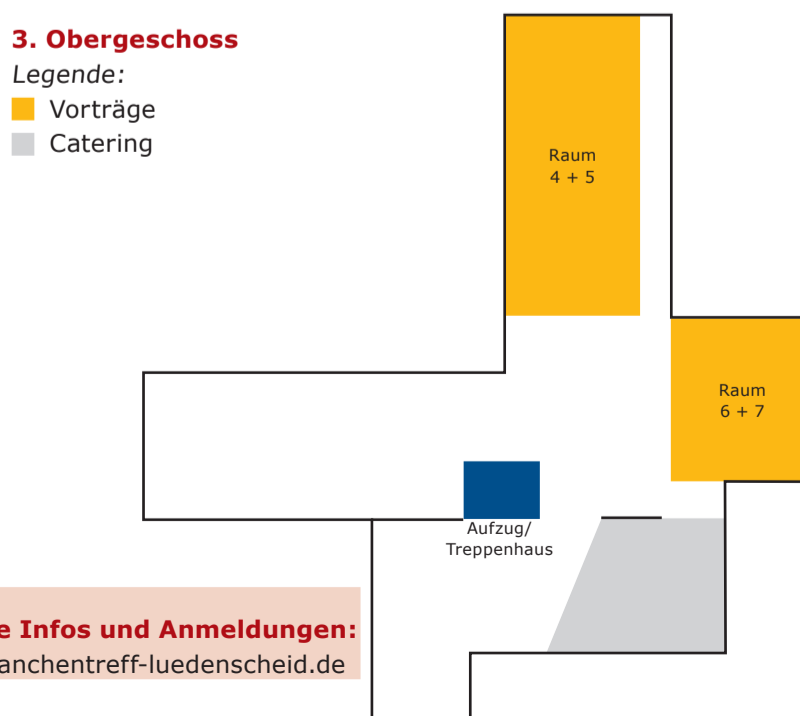 3. Obergeschoss
Legende:
Vorträge
Catering
Raum
4 + 5
Raum
6 + 7
Aufzug/
Treppenhaus
e Infos und Anmeldungen:
anchentreff-luedenscheid.de